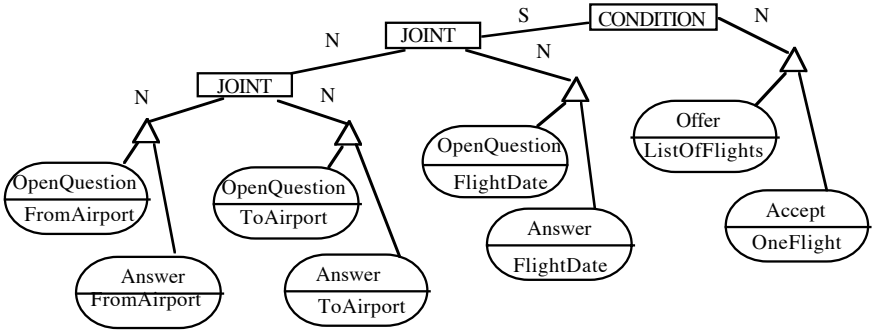 S
CONDITION
N
JOINT
N
N
JOINT
N
N
Offer
ListOfFlights
OpenQuestion
FlightDate
OpenQuestion
FromAirport
OpenQuestion
ToAirport
Accept
OneFlight
Answer
FlightDate
Answer
FromAirport
Answer
ToAirport